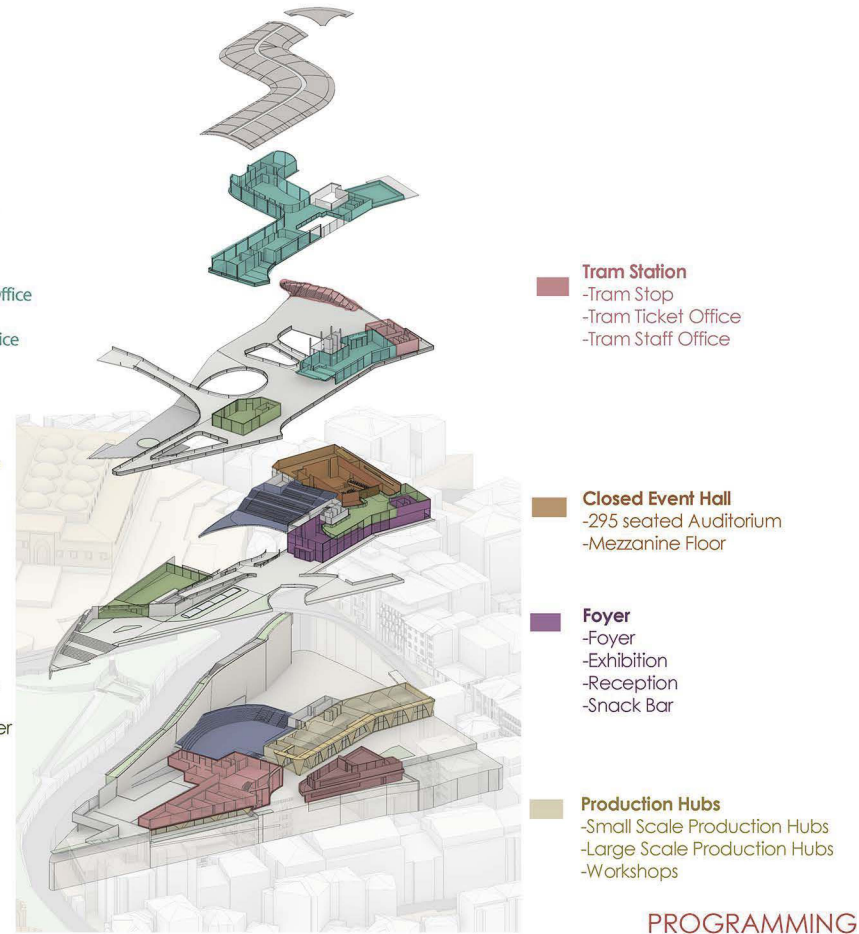 Tram Station
-Tram Stop
-Tram Ticket Office
-Tram Staff Office
Closed Event Hall
-295 seated Auditorium
-Mezzanine Floor
Foyer
-Foyer
-Exhibition
-Reception
-Snack Bar
Production Hubs
-Small Scale Production Hubs
-Large Scale Production Hubs
-Workshops
PROGRAMMING